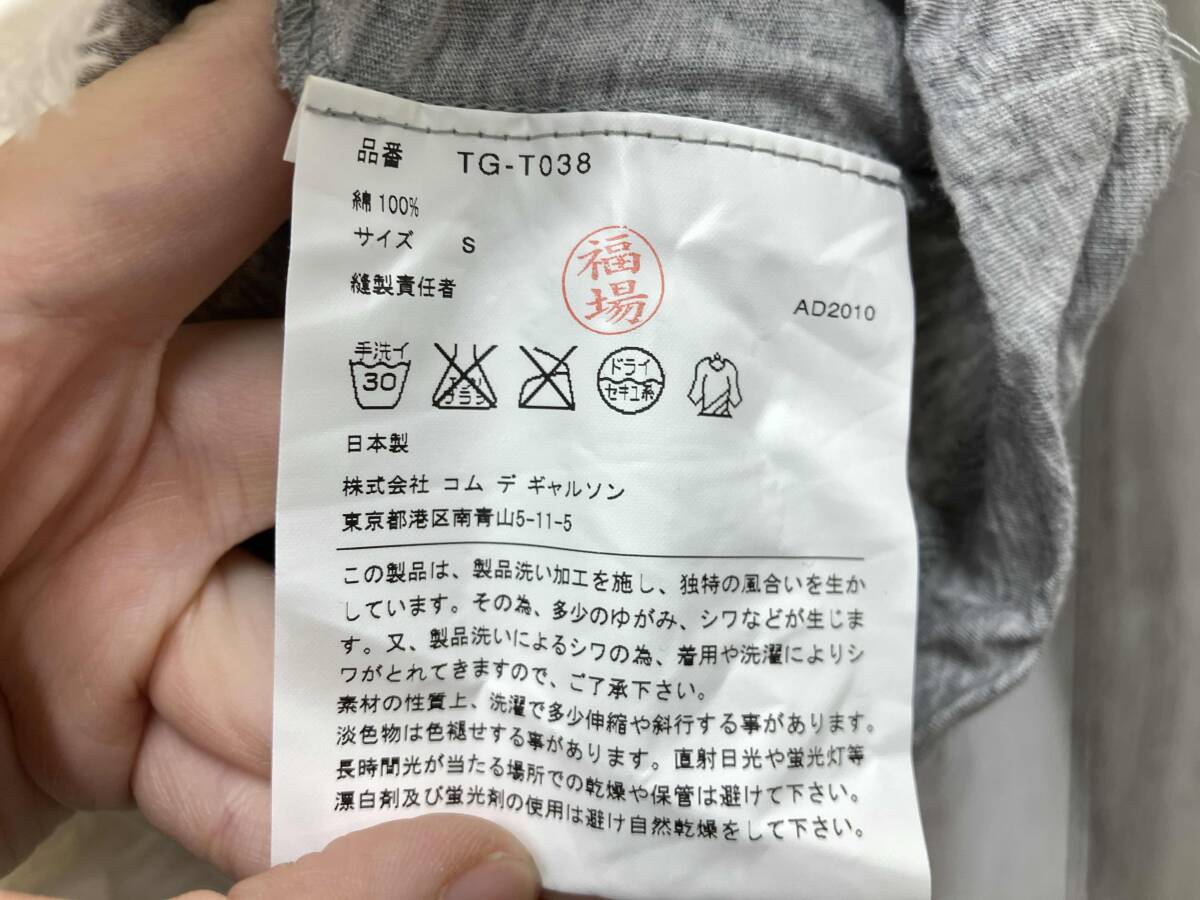 品番 TG-T038
綿 100%
サイズ S
縫製責任者 福場
AD2010
手洗イ 30
エンソ サラシ
ドライ セキユ系
日本製
株式会社 コム デ ギャルソン
東京都港区南青山5-11-5
この製品は、製品洗い加工を施し、独特の風合いを生か
しています。その為、多少のゆがみ、シワなどが生じま
す。又、製品洗いによるシワの為、着用や洗濯によりシ
ワがとれてきますので、ご了承下さい。
素材の性質上、洗濯で多少伸縮や斜行する事があります。
淡色物は色褪せする事があります。直射日光や蛍光灯等
長時間光が当たる場所での乾燥や保管は避けて下さい。
漂白剤及び蛍光剤の使用は避け自然乾燥をして下さい。